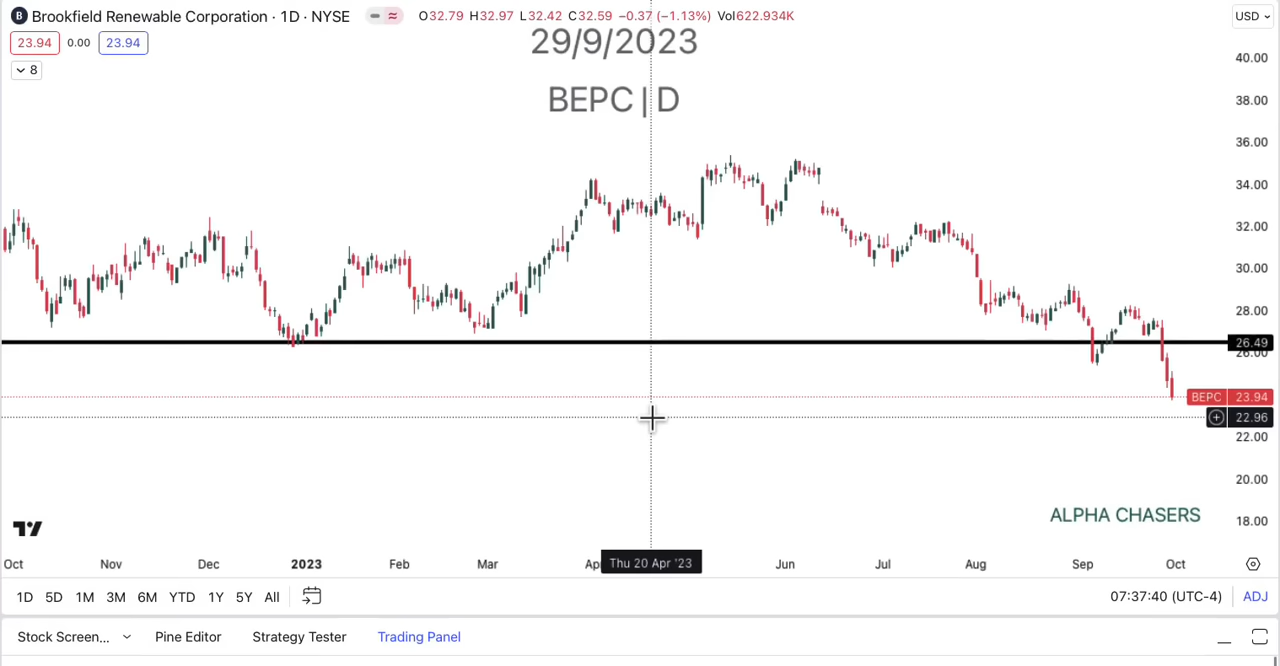 B Brookfield Renewable Corporation · 1D · NYSE O32.79 H32.97 L32.42 C32.59 −0.37 (−1.13%) Vol622.934K USD
23.94 0.00 23.94
8
29/9/2023
BEPC | D
40.00
38.00
36.00
34.00
32.00
30.00
28.00
26.49
26.00
BEPC 23.94
22.96
22.00
20.00
ALPHA CHASERS
18.00
Oct Nov Dec 2023 Feb Mar Ap Thu 20 Apr '23 Jun Jul Aug Sep Oct
1D 5D 1M 3M 6M YTD 1Y 5Y All 07:37:40 (UTC-4) ADJ
Stock Screen... Pine Editor Strategy Tester Trading Panel